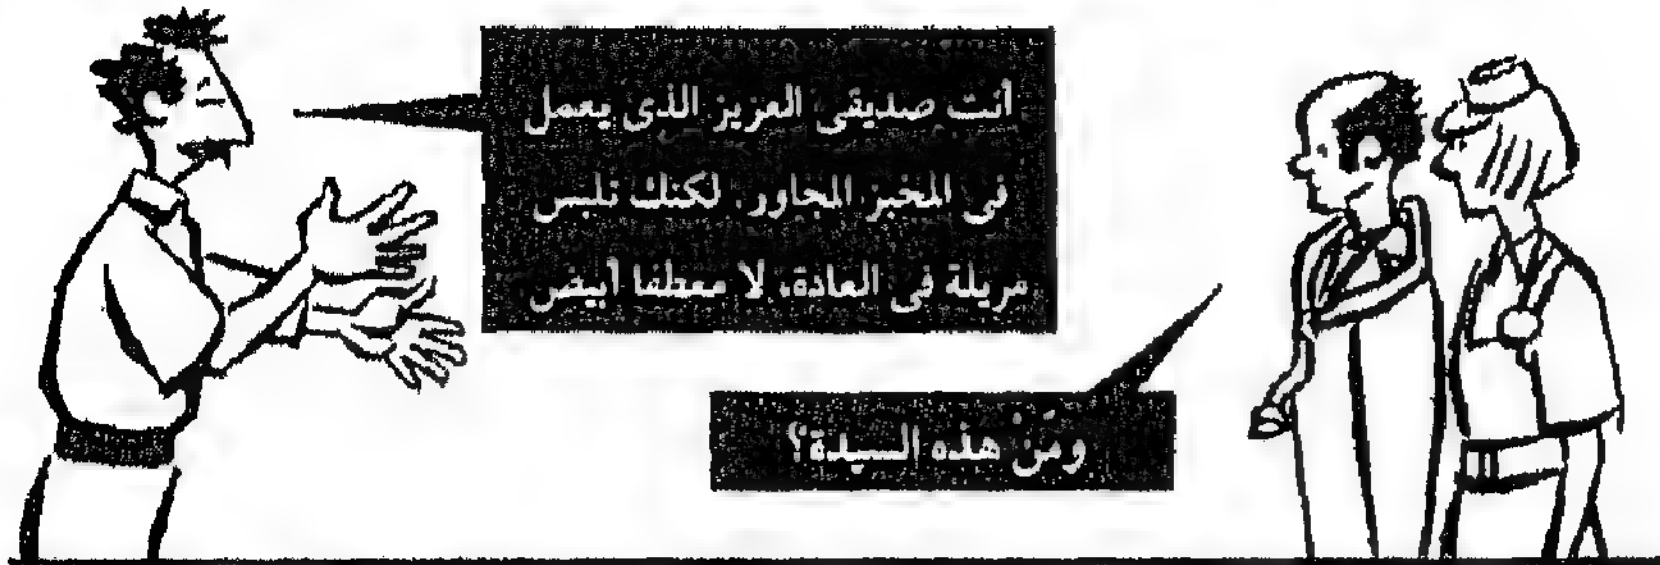 أنت صديقى العزيز الذى يعمل
فى المخبز المجاور. لكنك تلبس
مريلة فى العادة، لا معطفا أبيض
ومَنْ هذه السيدة؟